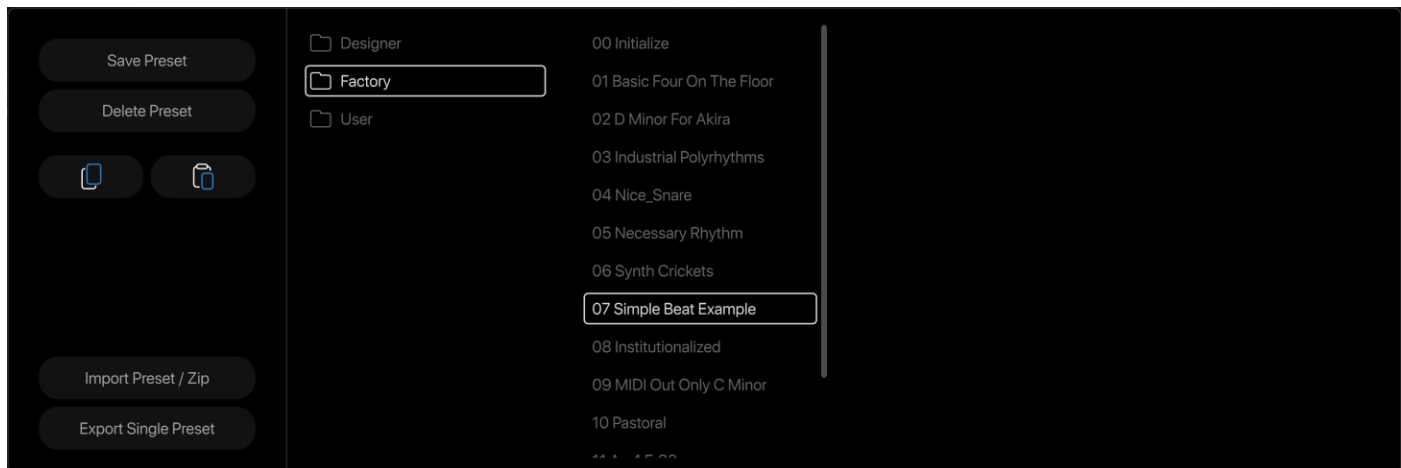 Save Preset
Delete Preset
Import Preset / Zip
Export Single Preset
Designer
Factory
User
00 Initialize
01 Basic Four On The Floor
02 D Minor For Akira
03 Industrial Polyrhythms
04 Nice_Snare
05 Necessary Rhythm
06 Synth Crickets
07 Simple Beat Example
08 Institutionalized
09 MIDI Out Only C Minor
10 Pastoral